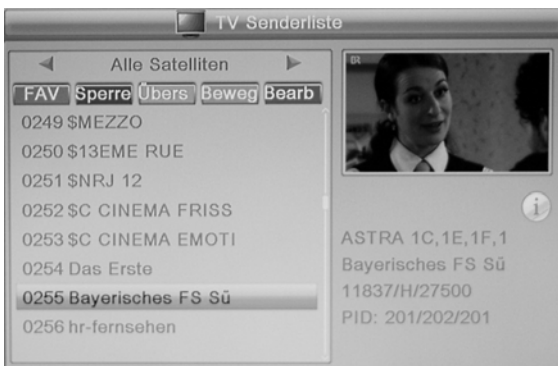 TV Senderliste
Alle Satelliten
FAV Sperre Übers Beweg Bearb
0249 $MEZZO
0250 $13EME RUE
0251 $NRJ 12
0252 $C CINEMA FRISS
0253 $C CINEMA EMOTI
0254 Das Erste
0255 Bayerisches FS Sü
0256 hr-fernsehen
BR
i
ASTRA 1C,1E,1F,1
Bayerisches FS Sü
11837/H/27500
PID: 201/202/201